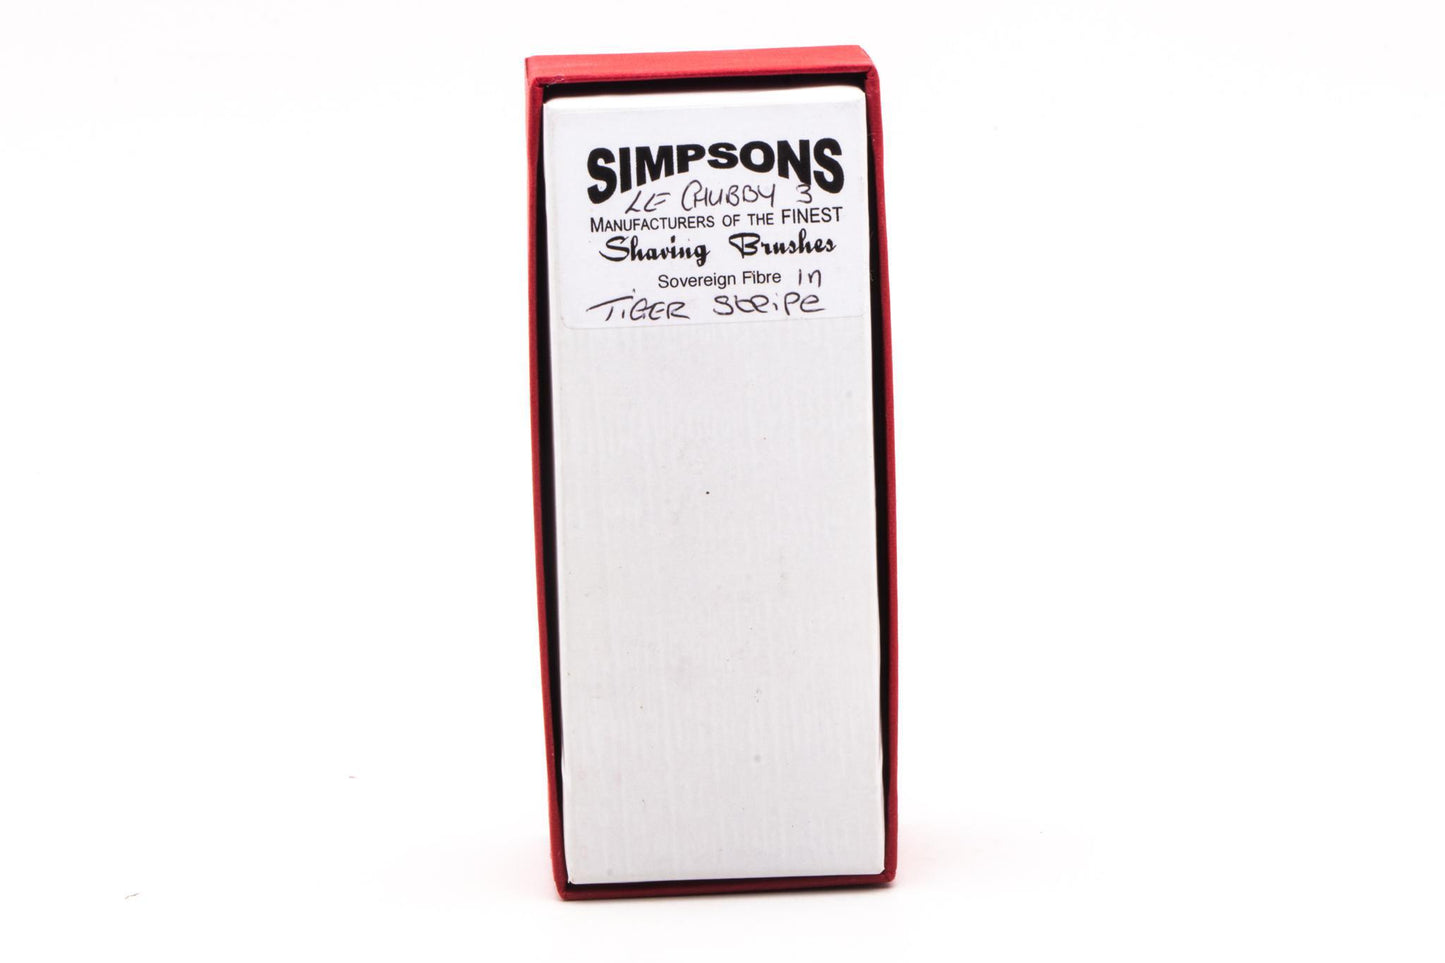 SIMPSONS
LE CHUBBY 3
MANUFACTURERS OF THE FINEST
Shaving Brushes
Sovereign Fibre in
TIGER STRIPE